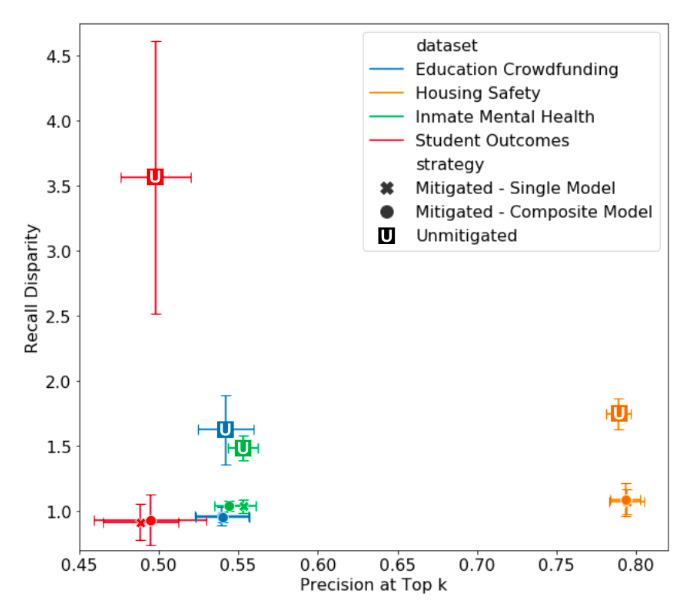 dataset
Education Crowdfunding
Housing Safety
Inmate Mental Health
Student Outcomes
strategy
Mitigated - Single Model
Mitigated - Composite Model
U Unmitigated
4.5
4.0
3.5
3.0
2.5
2.0
1.5
1.0
Recall Disparity
U
U
U
U
0.45 0.50 0.55 0.60 0.65 0.70 0.75 0.80
Precision at Top k